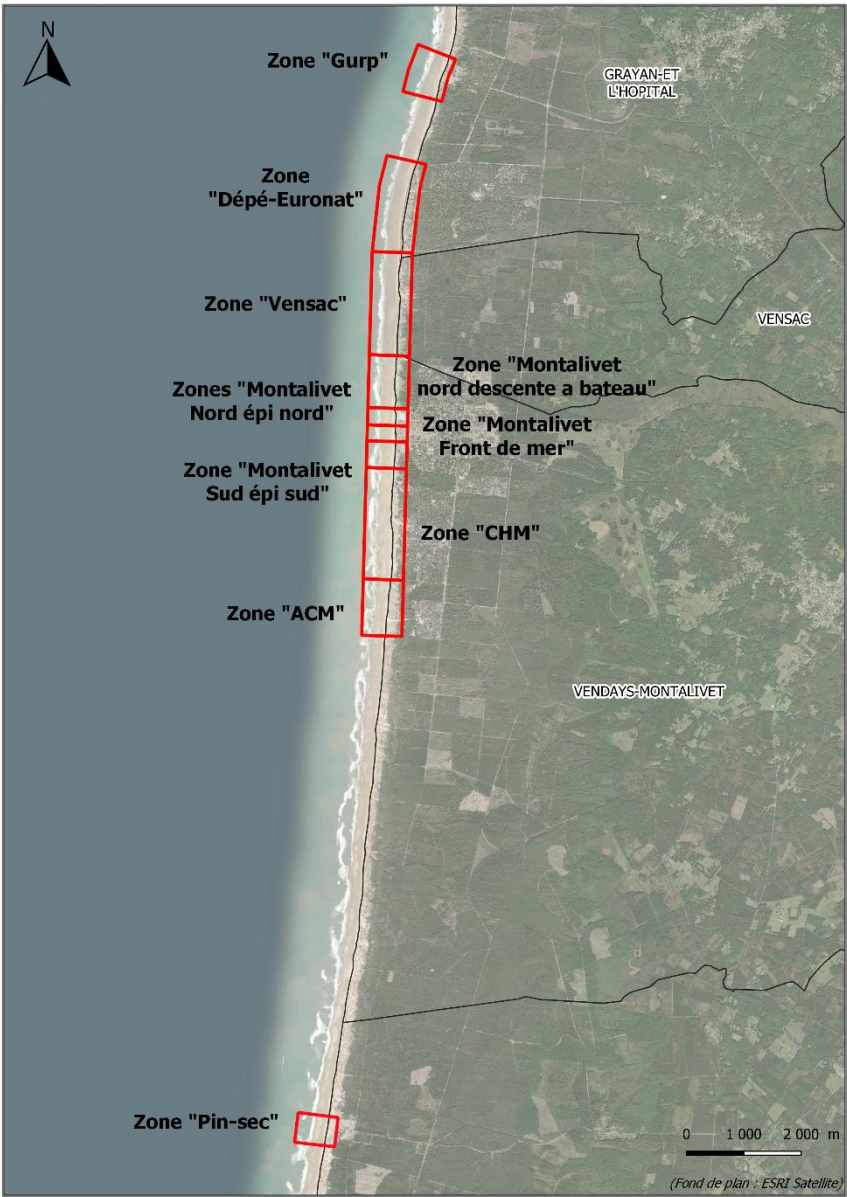 N
Zone "Gurp"
GRAYAN-ET
L'HOPITAL
Zone
"Dépé-Euronat"
Zone "Vensac"
VENSAC
Zone "Montalivet
nord descente a bateau"
Zones "Montalivet
Nord épi nord"
Zone "Montalivet
Front de mer"
Zone "Montalivet
Sud épi sud"
Zone "CHM"
Zone "ACM"
VENDAYS-MONTALIVET
Zone "Pin-sec"
0 1 000 2 000 m
(Fond de plan : ESRI Satellite)